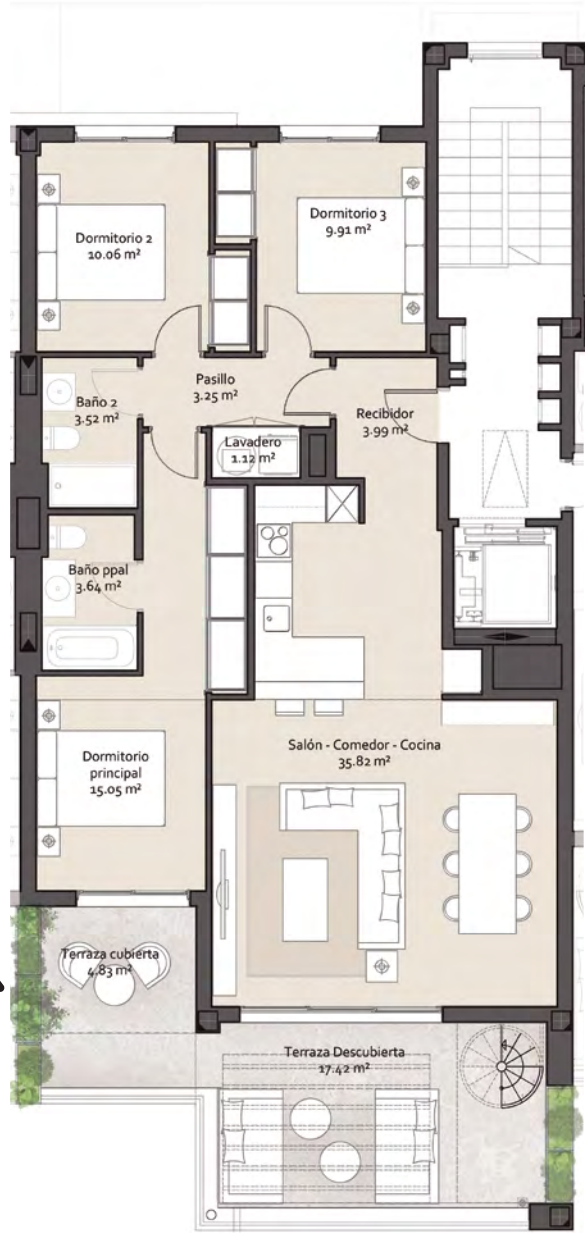 Dormitorio 2
10.06 m²
Dormitorio 3
9.91 m²
Pasillo
3.25 m²
Baño 2
3.52 m²
Recibidor
3.99 m²
Lavadero
1.12 m²
Baño ppal
3.64 m²
Salón - Comedor - Cocina
35.82 m²
Dormitorio
principal
15.05 m²
Terraza cubierta
4.83 m²
Terraza Descubierta
17.42 m²